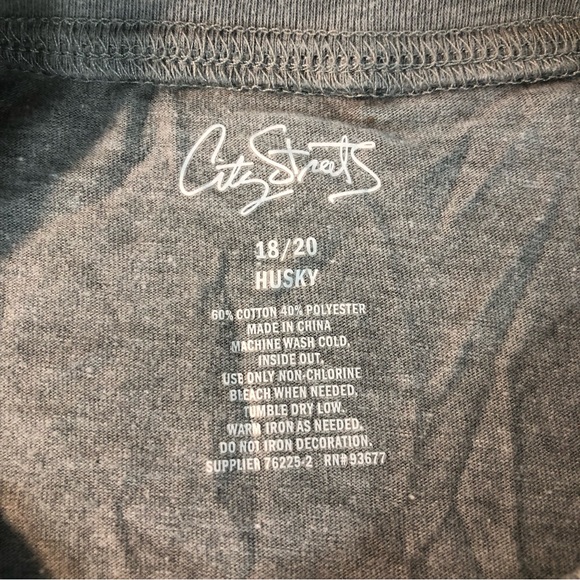 City Streets
18/20
HUSKY
60% COTTON 40% POLYESTER
MADE IN CHINA
MACHINE WASH COLD,
INSIDE OUT,
USE ONLY NON-CHLORINE
BLEACH WHEN NEEDED,
TUMBLE DRY LOW,
WARM IRON AS NEEDED,
DO NOT IRON DECORATION,
SUPPLIER 76225-2 RN# 93677